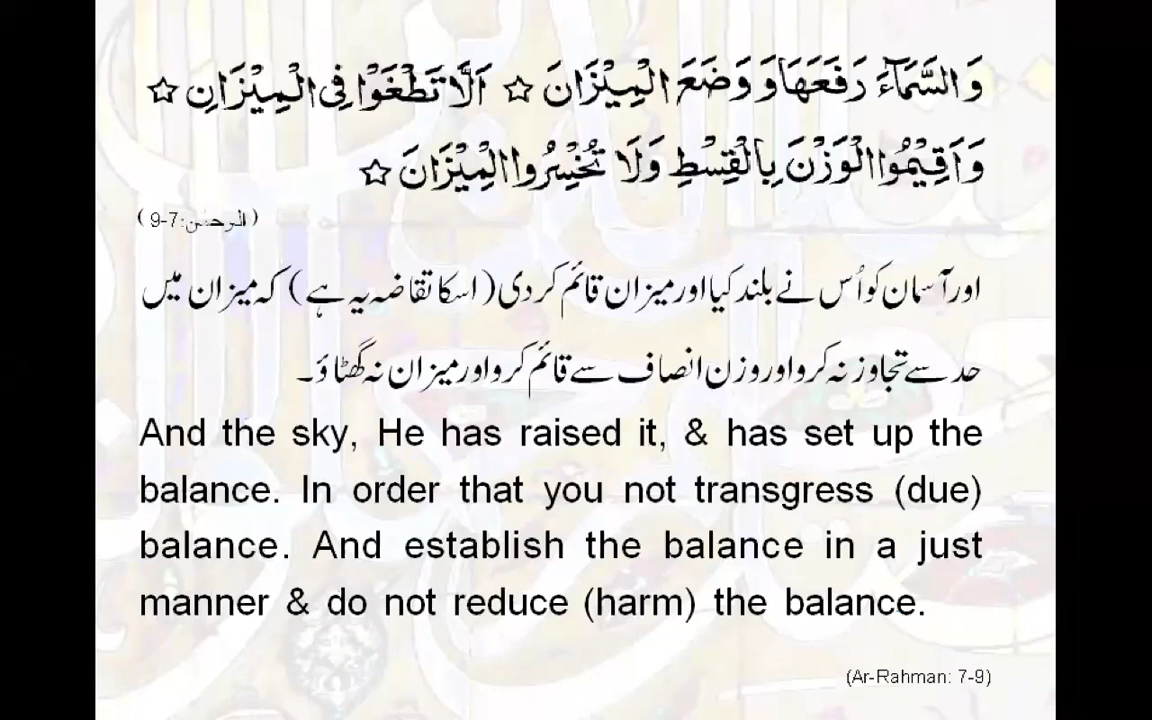 وَالسَّمَآءَ رَفَعَهَا وَ وَضَعَ الْمِيْزَانَ ☆ اَلَّا تَطْغَوْا فِى الْمِيْزَانِ ☆
وَ اَقِيْمُوا الْوَزْنَ بِالْقِسْطِ وَلَا تُخْسِرُوا الْمِيْزَانَ ☆
(الرحمٰن:7-9)
اور آسمان کو اُس نے بلند کیا اور میزان قائم کر دی (اسکا تقاضہ یہ ہے) کہ میزان میں
حد سے تجاوز نہ کرو اور وزن انصاف سے قائم کرو اور میزان نہ گھٹاؤ۔
And the sky, He has raised it, & has set up the
balance. In order that you not transgress (due)
balance. And establish the balance in a just
manner & do not reduce (harm) the balance.
(Ar-Rahman: 7-9)